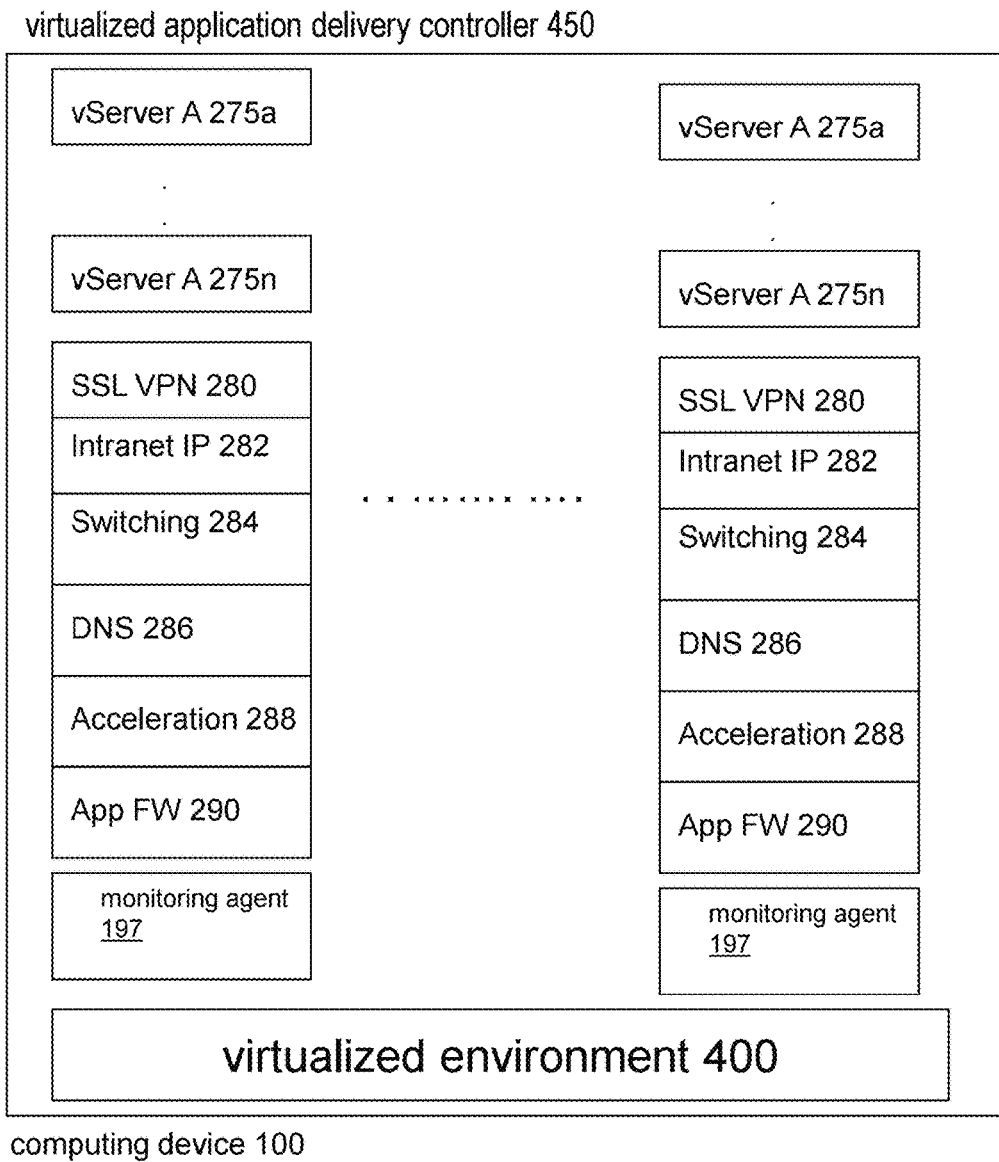 virtualized application delivery controller 450
vServer A 275a
vServer A 275n
SSL VPN 280
Intranet IP 282
Switching 284
DNS 286
Acceleration 288
App FW 290
monitoring agent
197
vServer A 275a
vServer A 275n
SSL VPN 280
Intranet IP 282
Switching 284
DNS 286
Acceleration 288
App FW 290
monitoring agent
197
virtualized environment 400
computing device 100